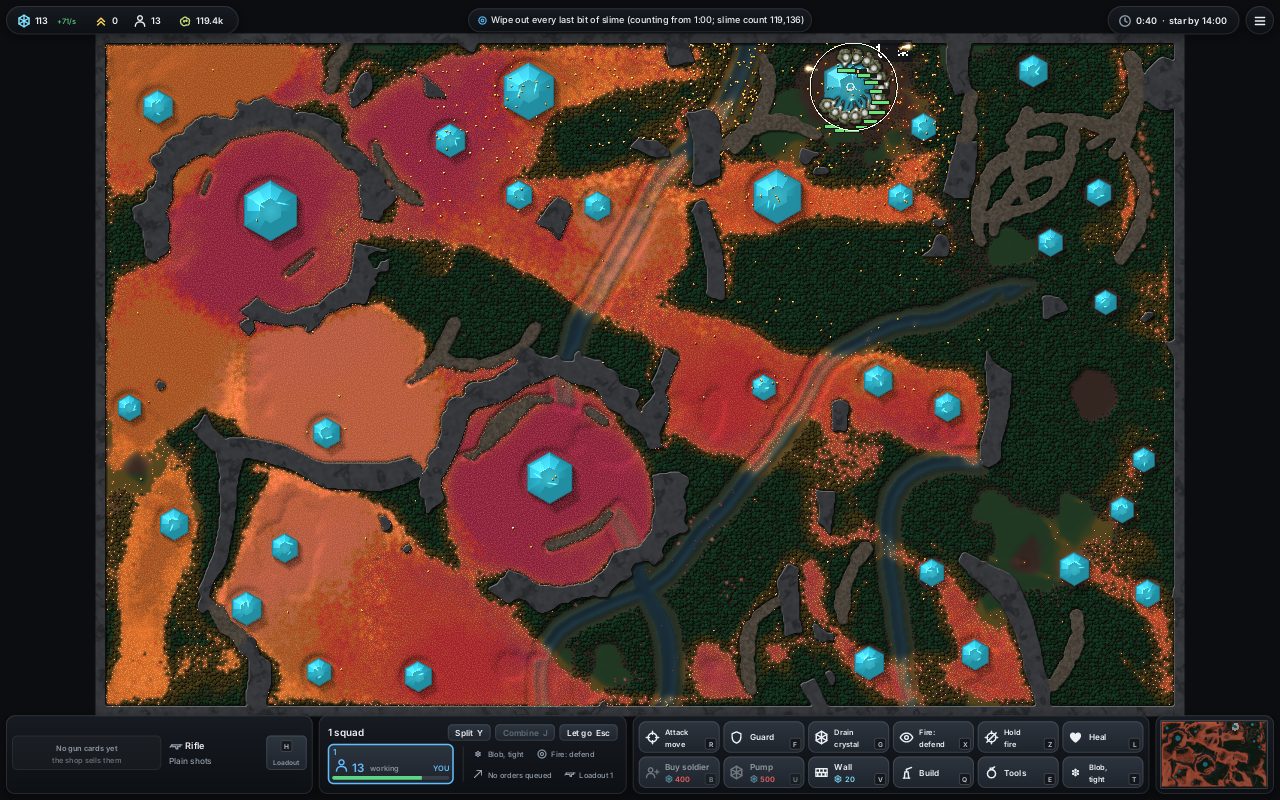 113 +71/s 0 13 119.4k
Wipe out every last bit of slime (counting from 1:00; slime count 119,136)
0:40 · star by 14:00
1
No gun cards yet
the shop sells them
Rifle
Plain shots
H
Loadout
1 squad
Split Y
Combine J
Let go Esc
1
13 working YOU
Blob, tight
Fire: defend
No orders queued
Loadout 1
Attack move R
Guard F
Drain crystal G
Fire: defend X
Hold fire Z
Heal L
Buy soldier 400 B
Pump 500 U
Wall 20 V
Build Q
Tools E
Blob, tight T